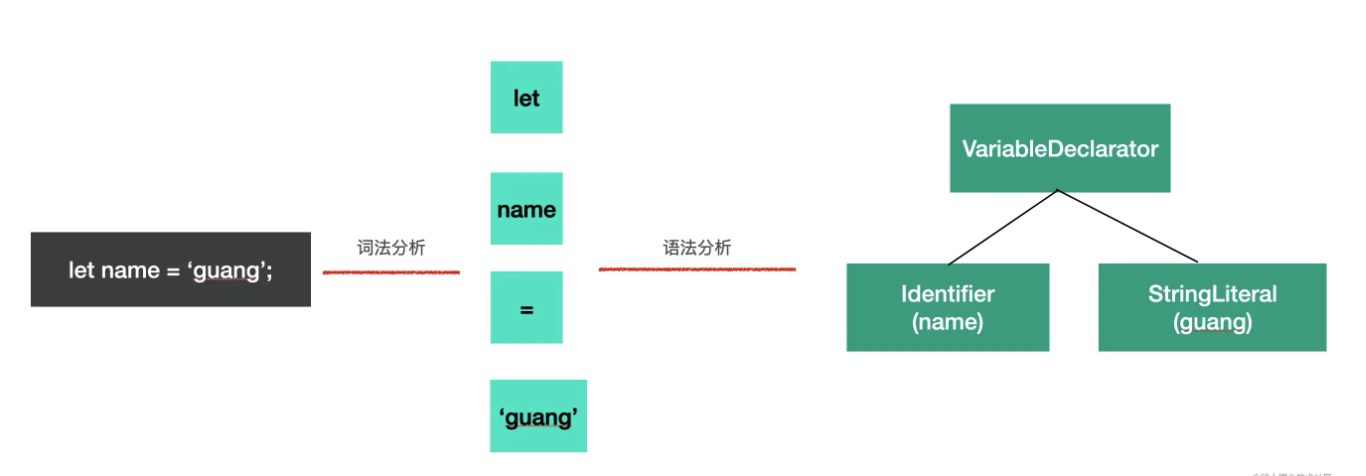 let name = ‘guang’;
词法分析
let
name
=
‘guang’
语法分析
VariableDeclarator
Identifier
(name)
StringLiteral
(guang)